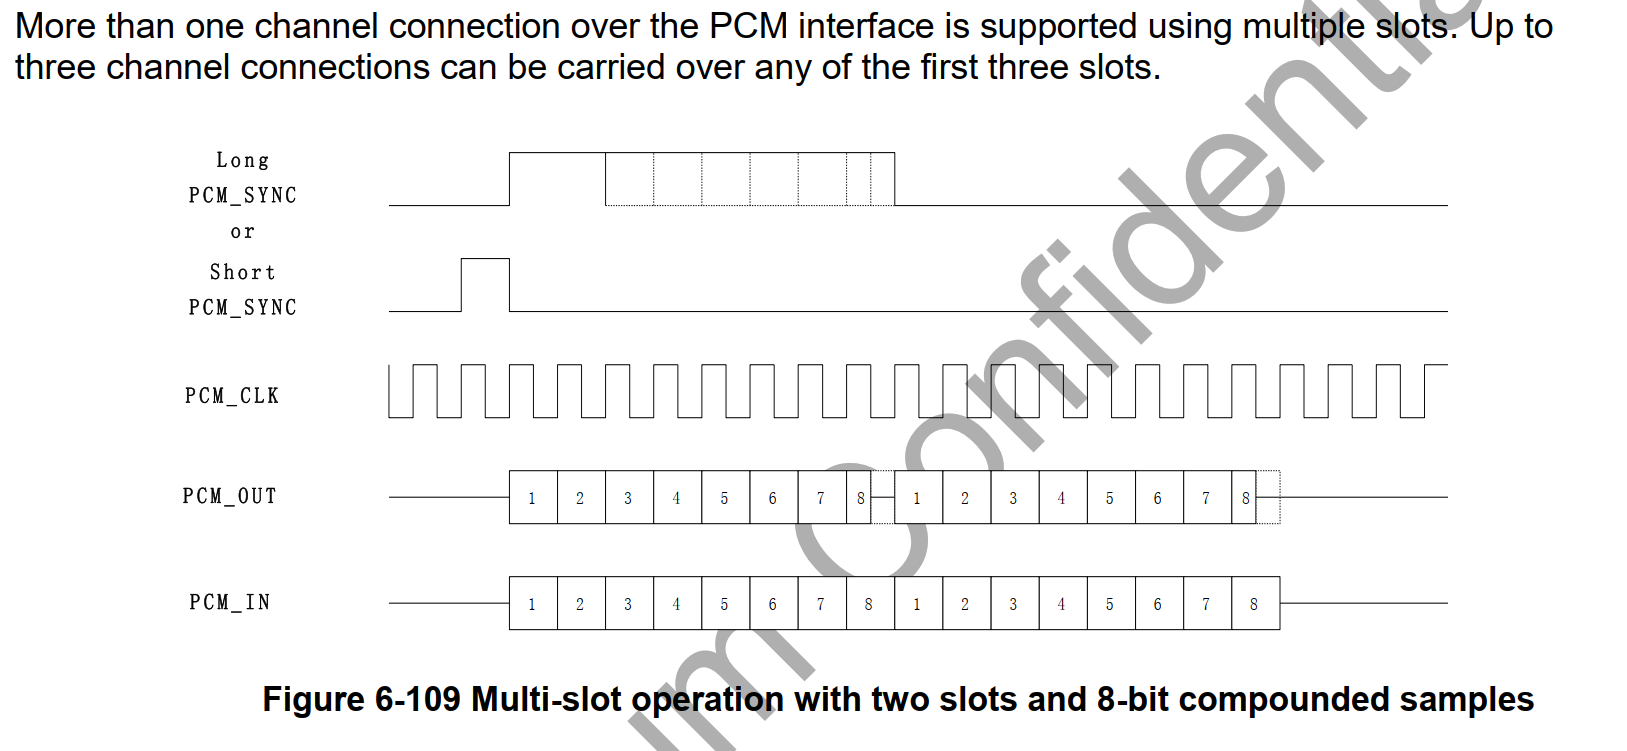 More than one channel connection over the PCM interface is supported using multiple slots. Up to
three channel connections can be carried over any of the first three slots.
Long
PCM_SYNC
or
Short
PCM_SYNC
PCM_CLK
PCM_OUT 1 2 3 4 5 6 7 8 1 2 3 4 5 6 7 8
PCM_IN 1 2 3 4 5 6 7 8 1 2 3 4 5 6 7 8
Figure 6-109 Multi-slot operation with two slots and 8-bit compounded samples